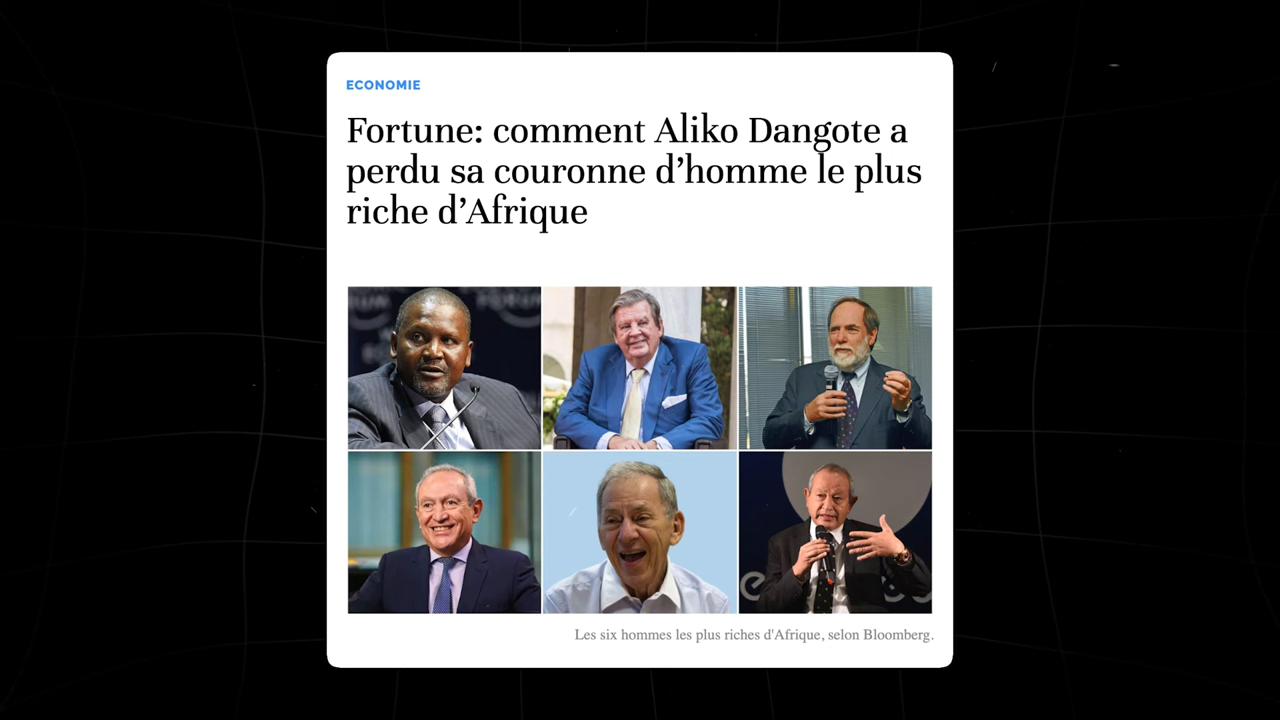 ECONOMIE
Fortune: comment Aliko Dangote a
perdu sa couronne d’homme le plus
riche d’Afrique
Les six hommes les plus riches d'Afrique, selon Bloomberg.